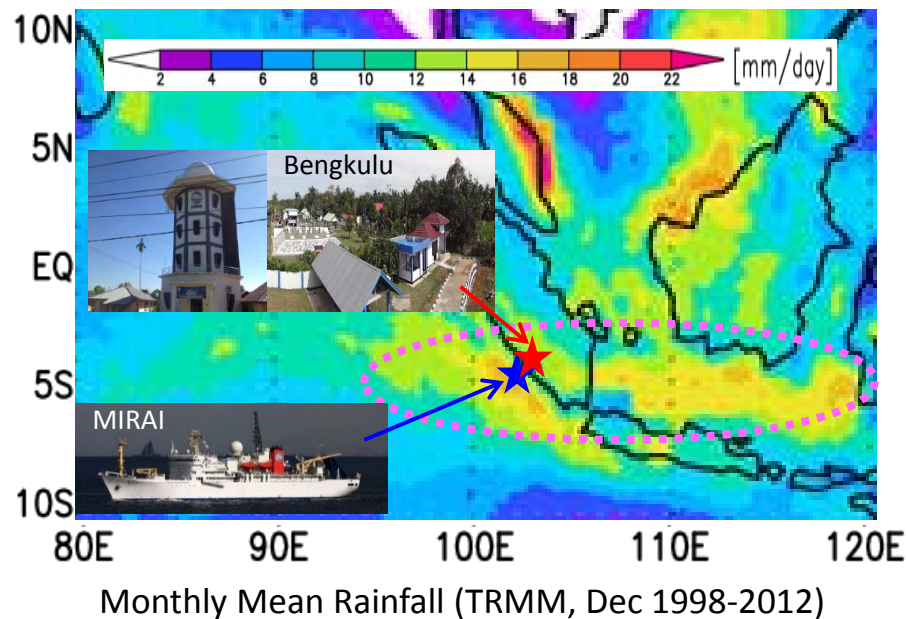 10N
2 4 6 8 10 12 14 16 18 20 22 [mm/day]
5N
Bengkulu
EQ
5S
MIRAI
10S
80E 90E 100E 110E 120E
Monthly Mean Rainfall (TRMM, Dec 1998-2012)